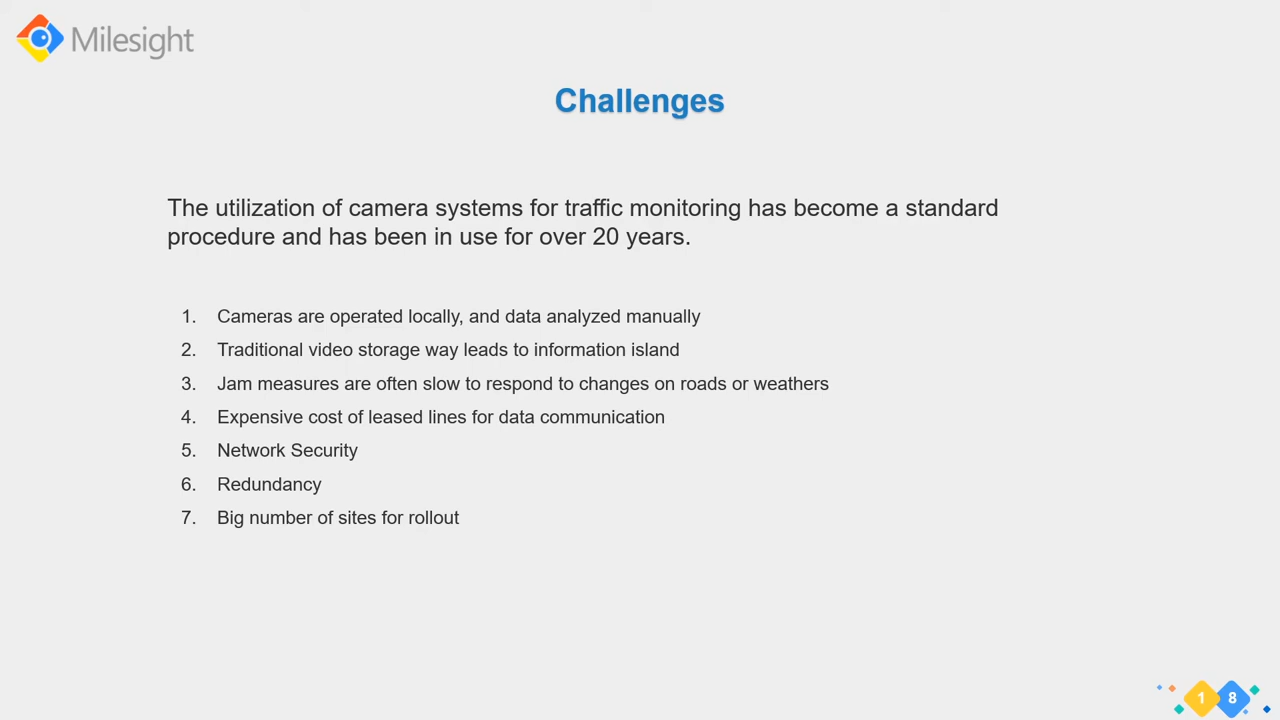 Milesight
Challenges
The utilization of camera systems for traffic monitoring has become a standard
procedure and has been in use for over 20 years.
1. Cameras are operated locally, and data analyzed manually
2. Traditional video storage way leads to information island
3. Jam measures are often slow to respond to changes on roads or weathers
4. Expensive cost of leased lines for data communication
5. Network Security
6. Redundancy
7. Big number of sites for rollout
1 8